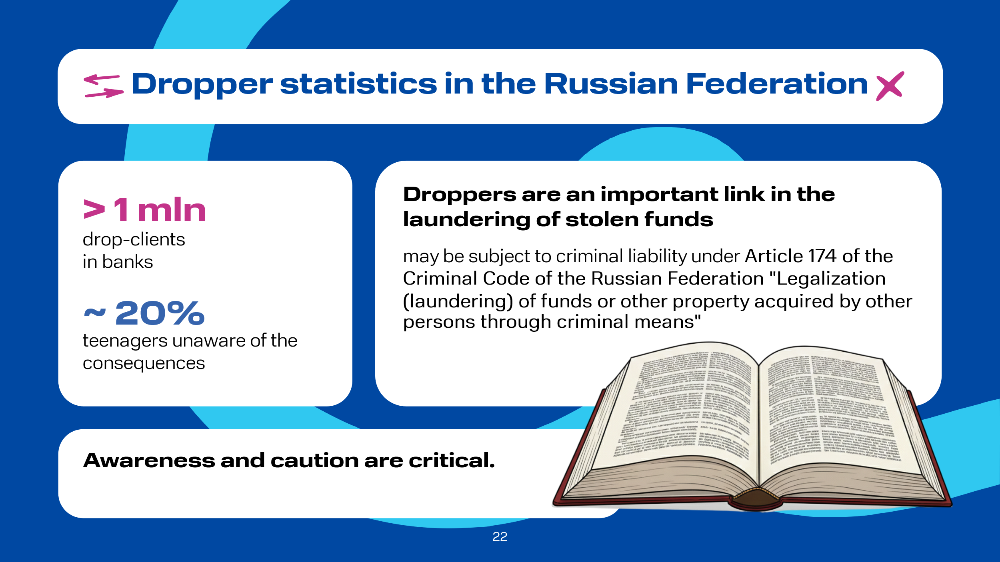 Dropper statistics in the Russian Federation
> 1 mln
drop-clients
in banks
~ 20%
teenagers unaware of the
consequences
Droppers are an important link in the
laundering of stolen funds
may be subject to criminal liability under Article 174 of the
Criminal Code of the Russian Federation "Legalization
(laundering) of funds or other property acquired by other
persons through criminal means"
Awareness and caution are critical.
22